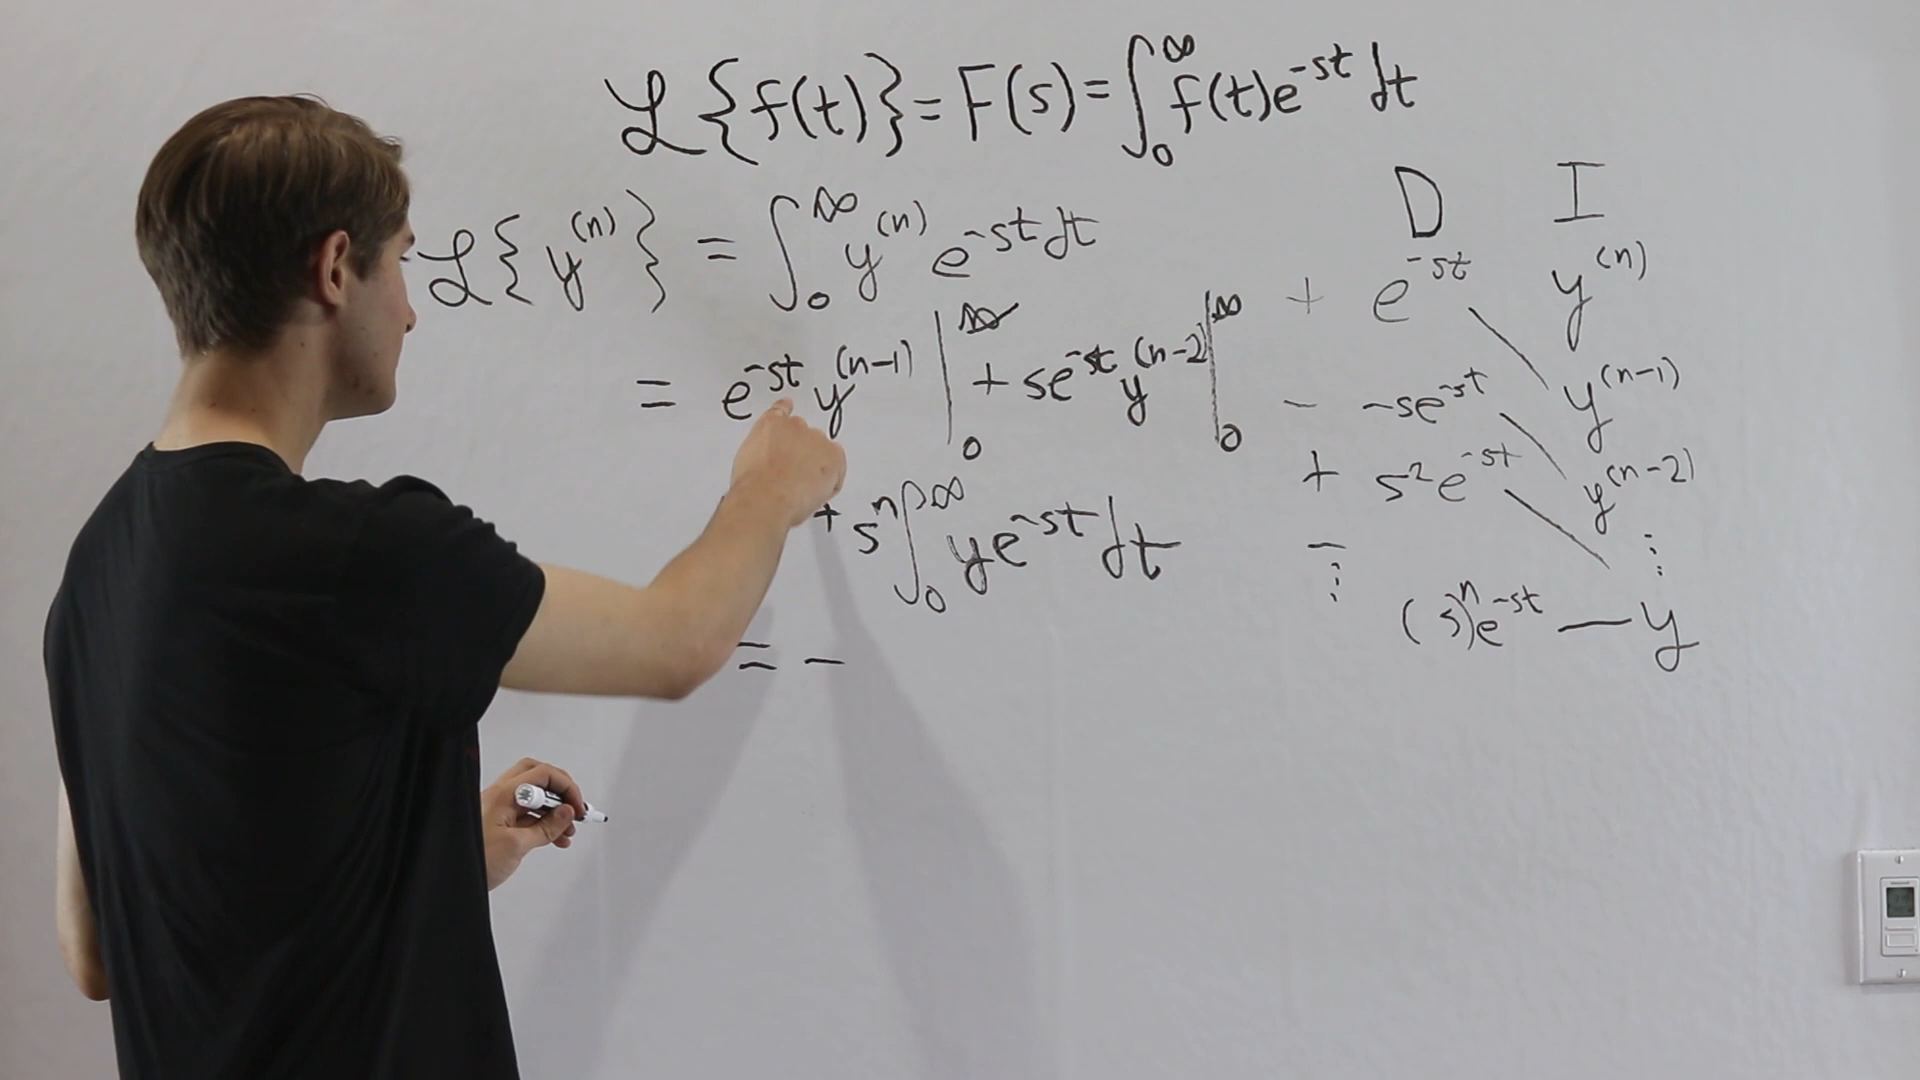 ℒ{f(t)} = F(s) = ∫₀^∞ f(t)e^{-st} dt
ℒ{y^{(n)}} = ∫₀^∞ y^{(n)} e^{-st} dt
= e^{-st} y^{(n-1)} |₀^∞ + se^{-st} y^{(n-2)} |₀^∞
+ s^n ∫₀^∞ ye^{-st} dt
= -
D I
+ e^{-st} y^{(n)}
- -se^{-st} y^{(n-1)}
+ s²e^{-st} y^{(n-2)}
- ⋮
⋮ (s)^n e^{-st} — y